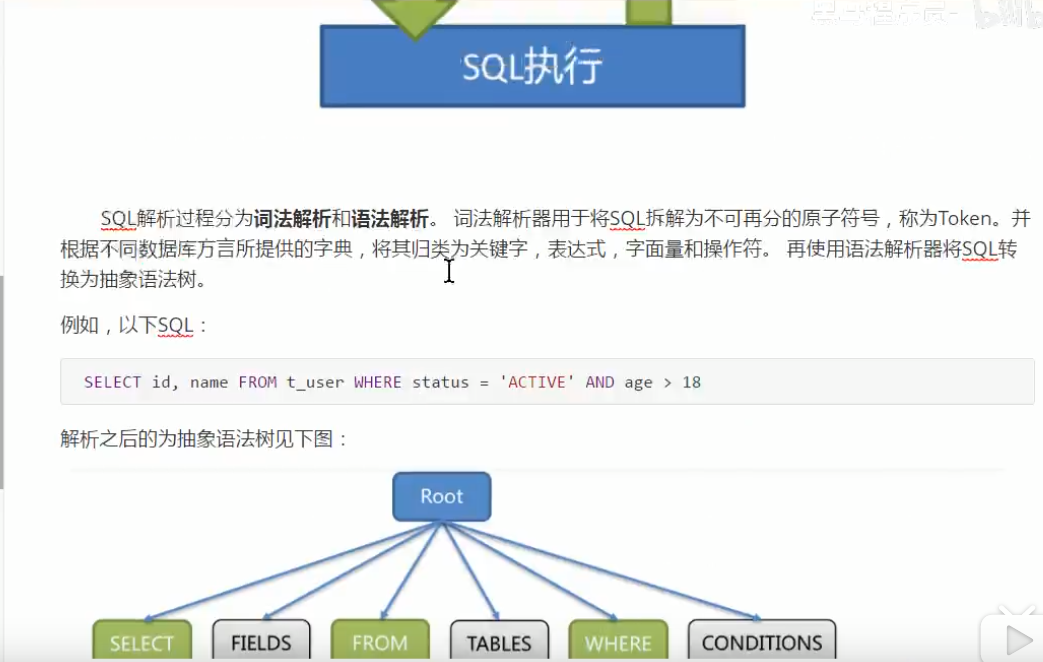 SQL执行
SQL解析过程分为词法解析和语法解析。 词法解析器用于将SQL拆解为不可再分的原子符号，称为Token。并
根据不同数据库方言所提供的字典，将其归类为关键字，表达式，字面量和操作符。 再使用语法解析器将SQL转
换为抽象语法树。
例如，以下SQL：
SELECT id, name FROM t_user WHERE status = 'ACTIVE' AND age > 18
解析之后的为抽象语法树见下图：
Root
SELECT FIELDS FROM TABLES WHERE CONDITIONS